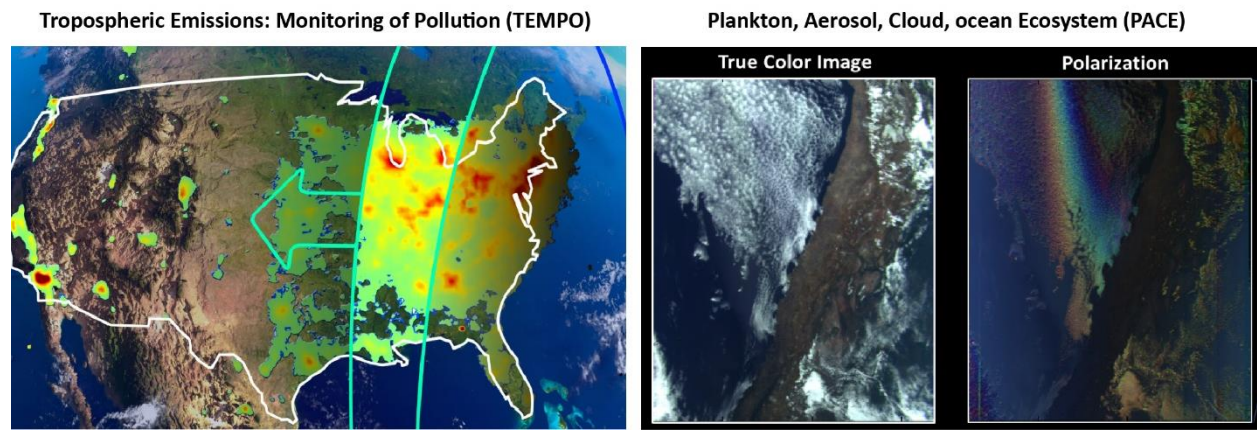 Tropospheric Emissions: Monitoring of Pollution (TEMPO)
Plankton, Aerosol, Cloud, ocean Ecosystem (PACE)
True Color Image
Polarization